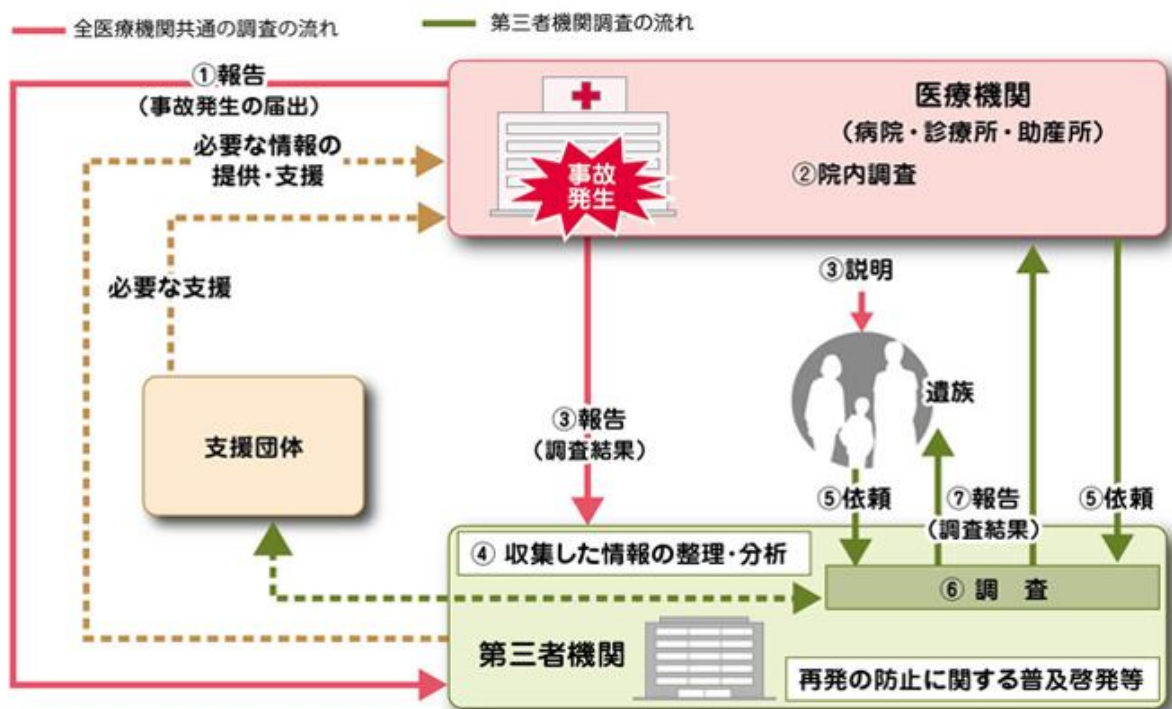 全医療機関共通の調査の流れ
第三者機関調査の流れ
①報告
（事故発生の届出）
医療機関
（病院・診療所・助産所）
必要な情報の
提供・支援
事故
発生
②院内調査
③説明
必要な支援
遺族
支援団体
③報告
（調査結果）
⑤依頼
⑦報告
（調査結果）
⑤依頼
④ 収集した情報の整理・分析
⑥ 調　査
第三者機関
再発の防止に関する普及啓発等